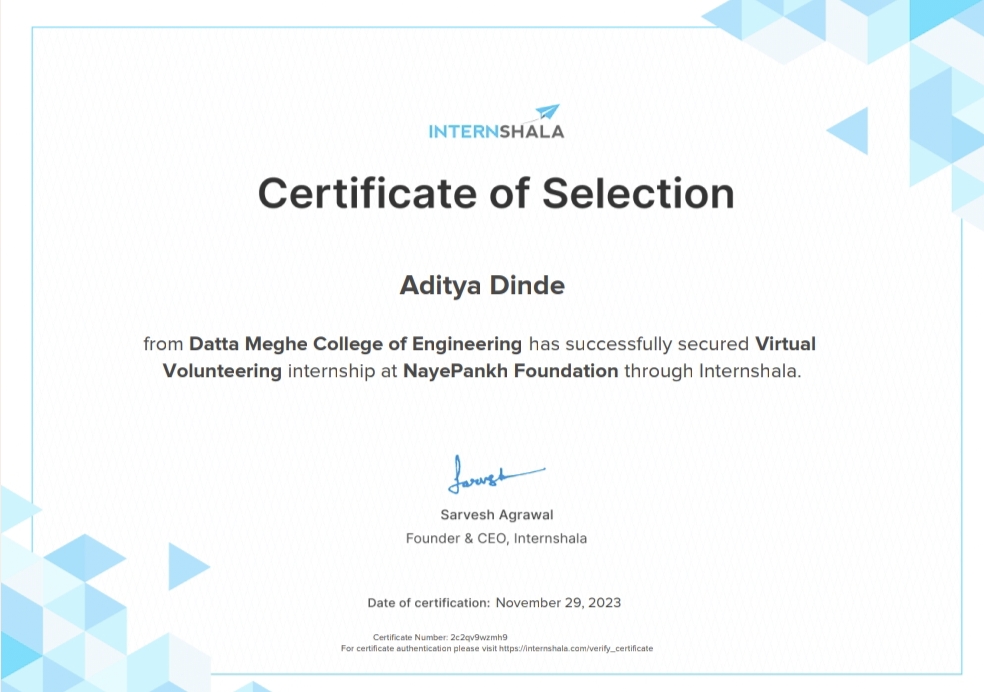 INTERNSHALA
Certificate of Selection
Aditya Dinde
from Datta Meghe College of Engineering has successfully secured Virtual
Volunteering internship at NayePankh Foundation through Internshala.
Sarvesh
Sarvesh Agrawal
Founder & CEO, Internshala
Date of certification: November 29, 2023
Certificate Number: 2c2qv9wzmh9
For certificate authentication please visit https://internshala.com/verify_certificate